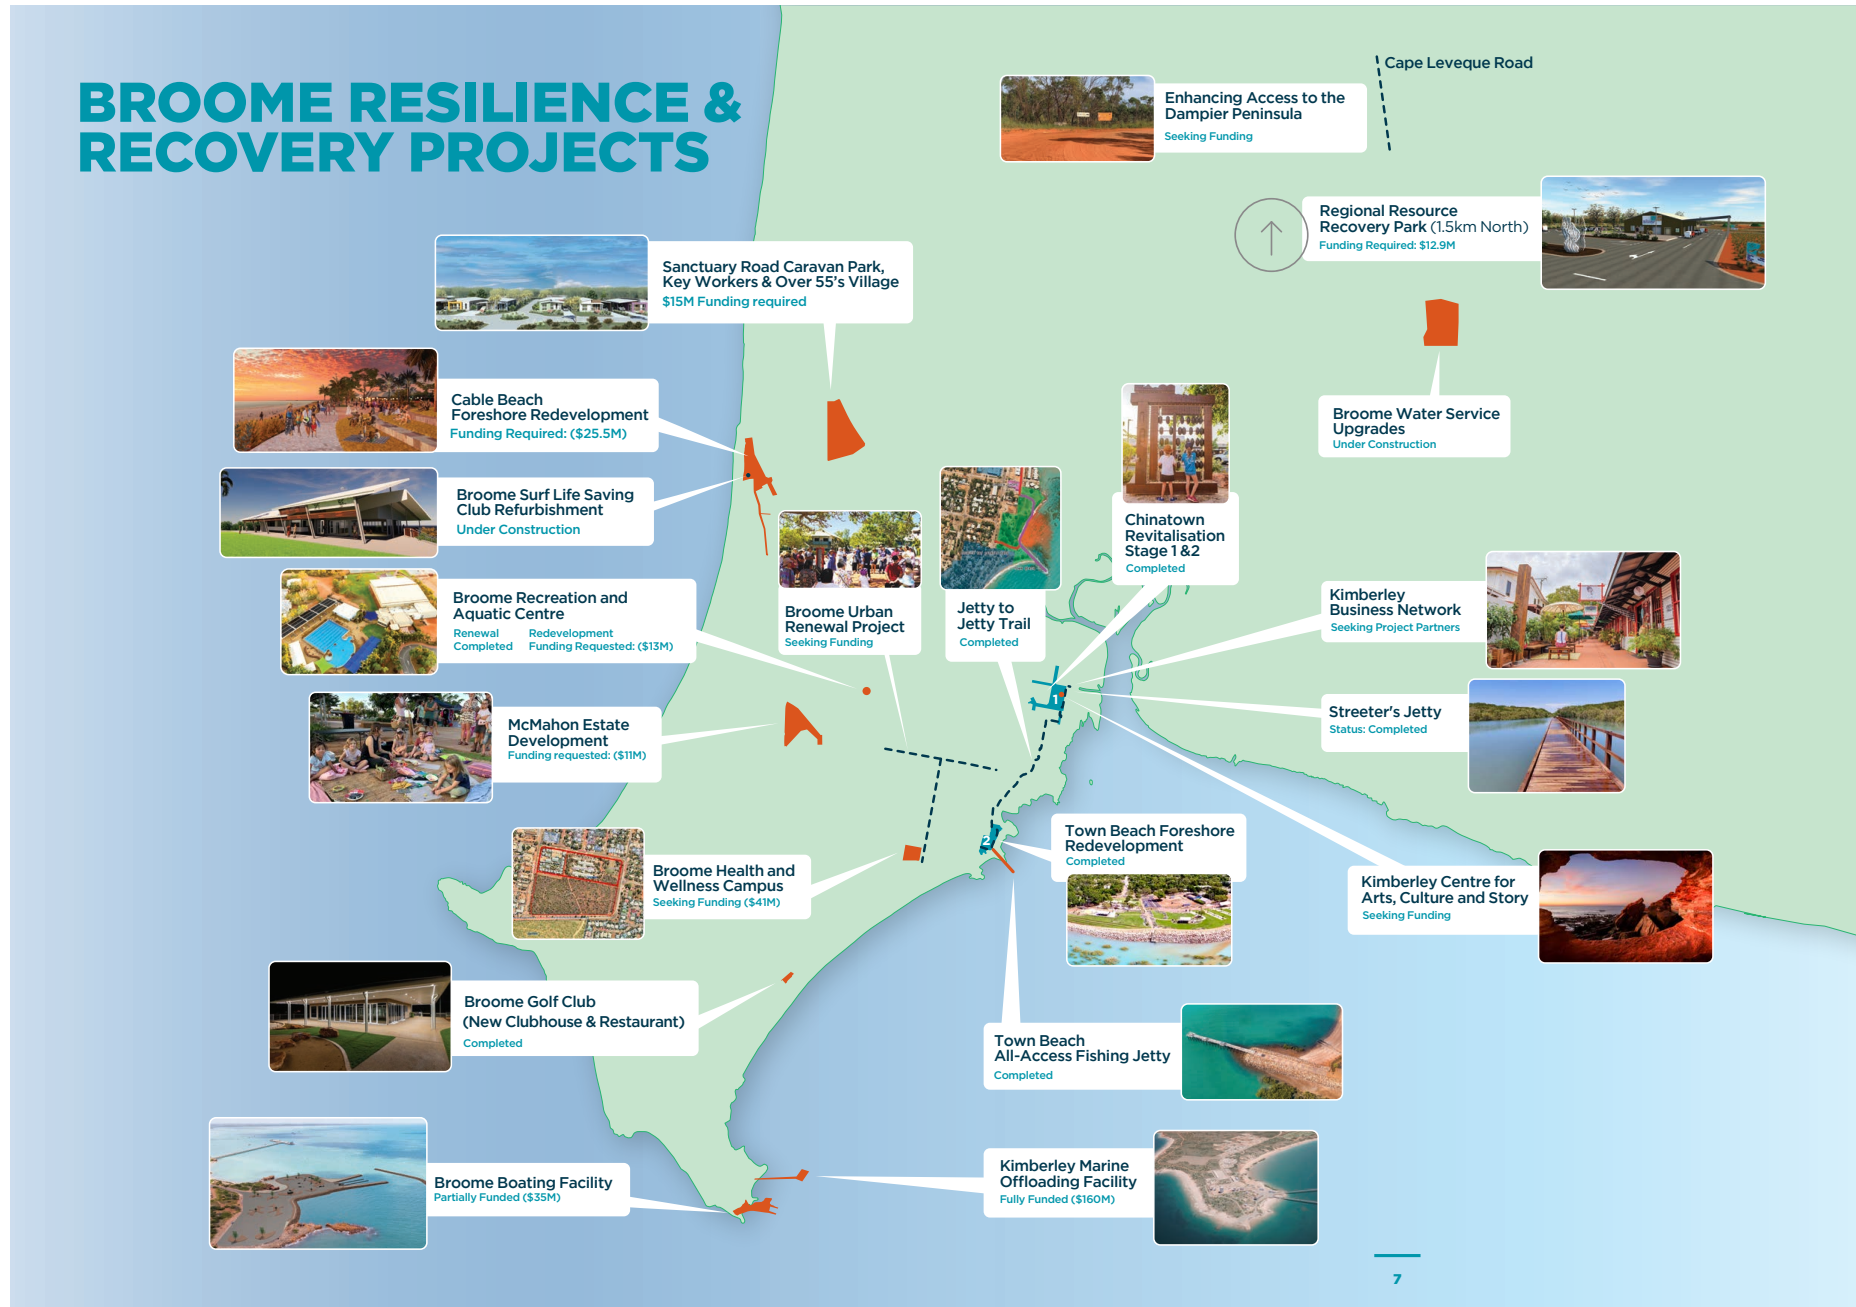 BROOME RESILIENCE &
RECOVERY PROJECTS
Cape Leveque Road
Enhancing Access to the
Dampier Peninsula
Seeking Funding
Regional Resource
Recovery Park (1.5km North)
Funding Required: $12.9M
Sanctuary Road Caravan Park,
Key Workers & Over 55's Village
$15M Funding required
Cable Beach
Foreshore Redevelopment
Funding Required: ($25.5M)
Broome Water Service
Upgrades
Under Construction
Broome Surf Life Saving
Club Refurbishment
Under Construction
Chinatown
Revitalisation
Stage 1 &2
Completed
Broome Recreation and
Aquatic Centre
Renewal
Completed
Redevelopment
Funding Requested: ($13M)
Broome Urban
Renewal Project
Seeking Funding
Jetty to
Jetty Trail
Completed
Kimberley
Business Network
Seeking Project Partners
1
McMahon Estate
Development
Funding requested: ($11M)
Streeter's Jetty
Status: Completed
2
Town Beach Foreshore
Redevelopment
Completed
Broome Health and
Wellness Campus
Seeking Funding ($41M)
Kimberley Centre for
Arts, Culture and Story
Seeking Funding
Broome Golf Club
(New Clubhouse & Restaurant)
Completed
Town Beach
All-Access Fishing Jetty
Completed
Broome Boating Facility
Partially Funded ($35M)
Kimberley Marine
Offloading Facility
Fully Funded ($160M)
7